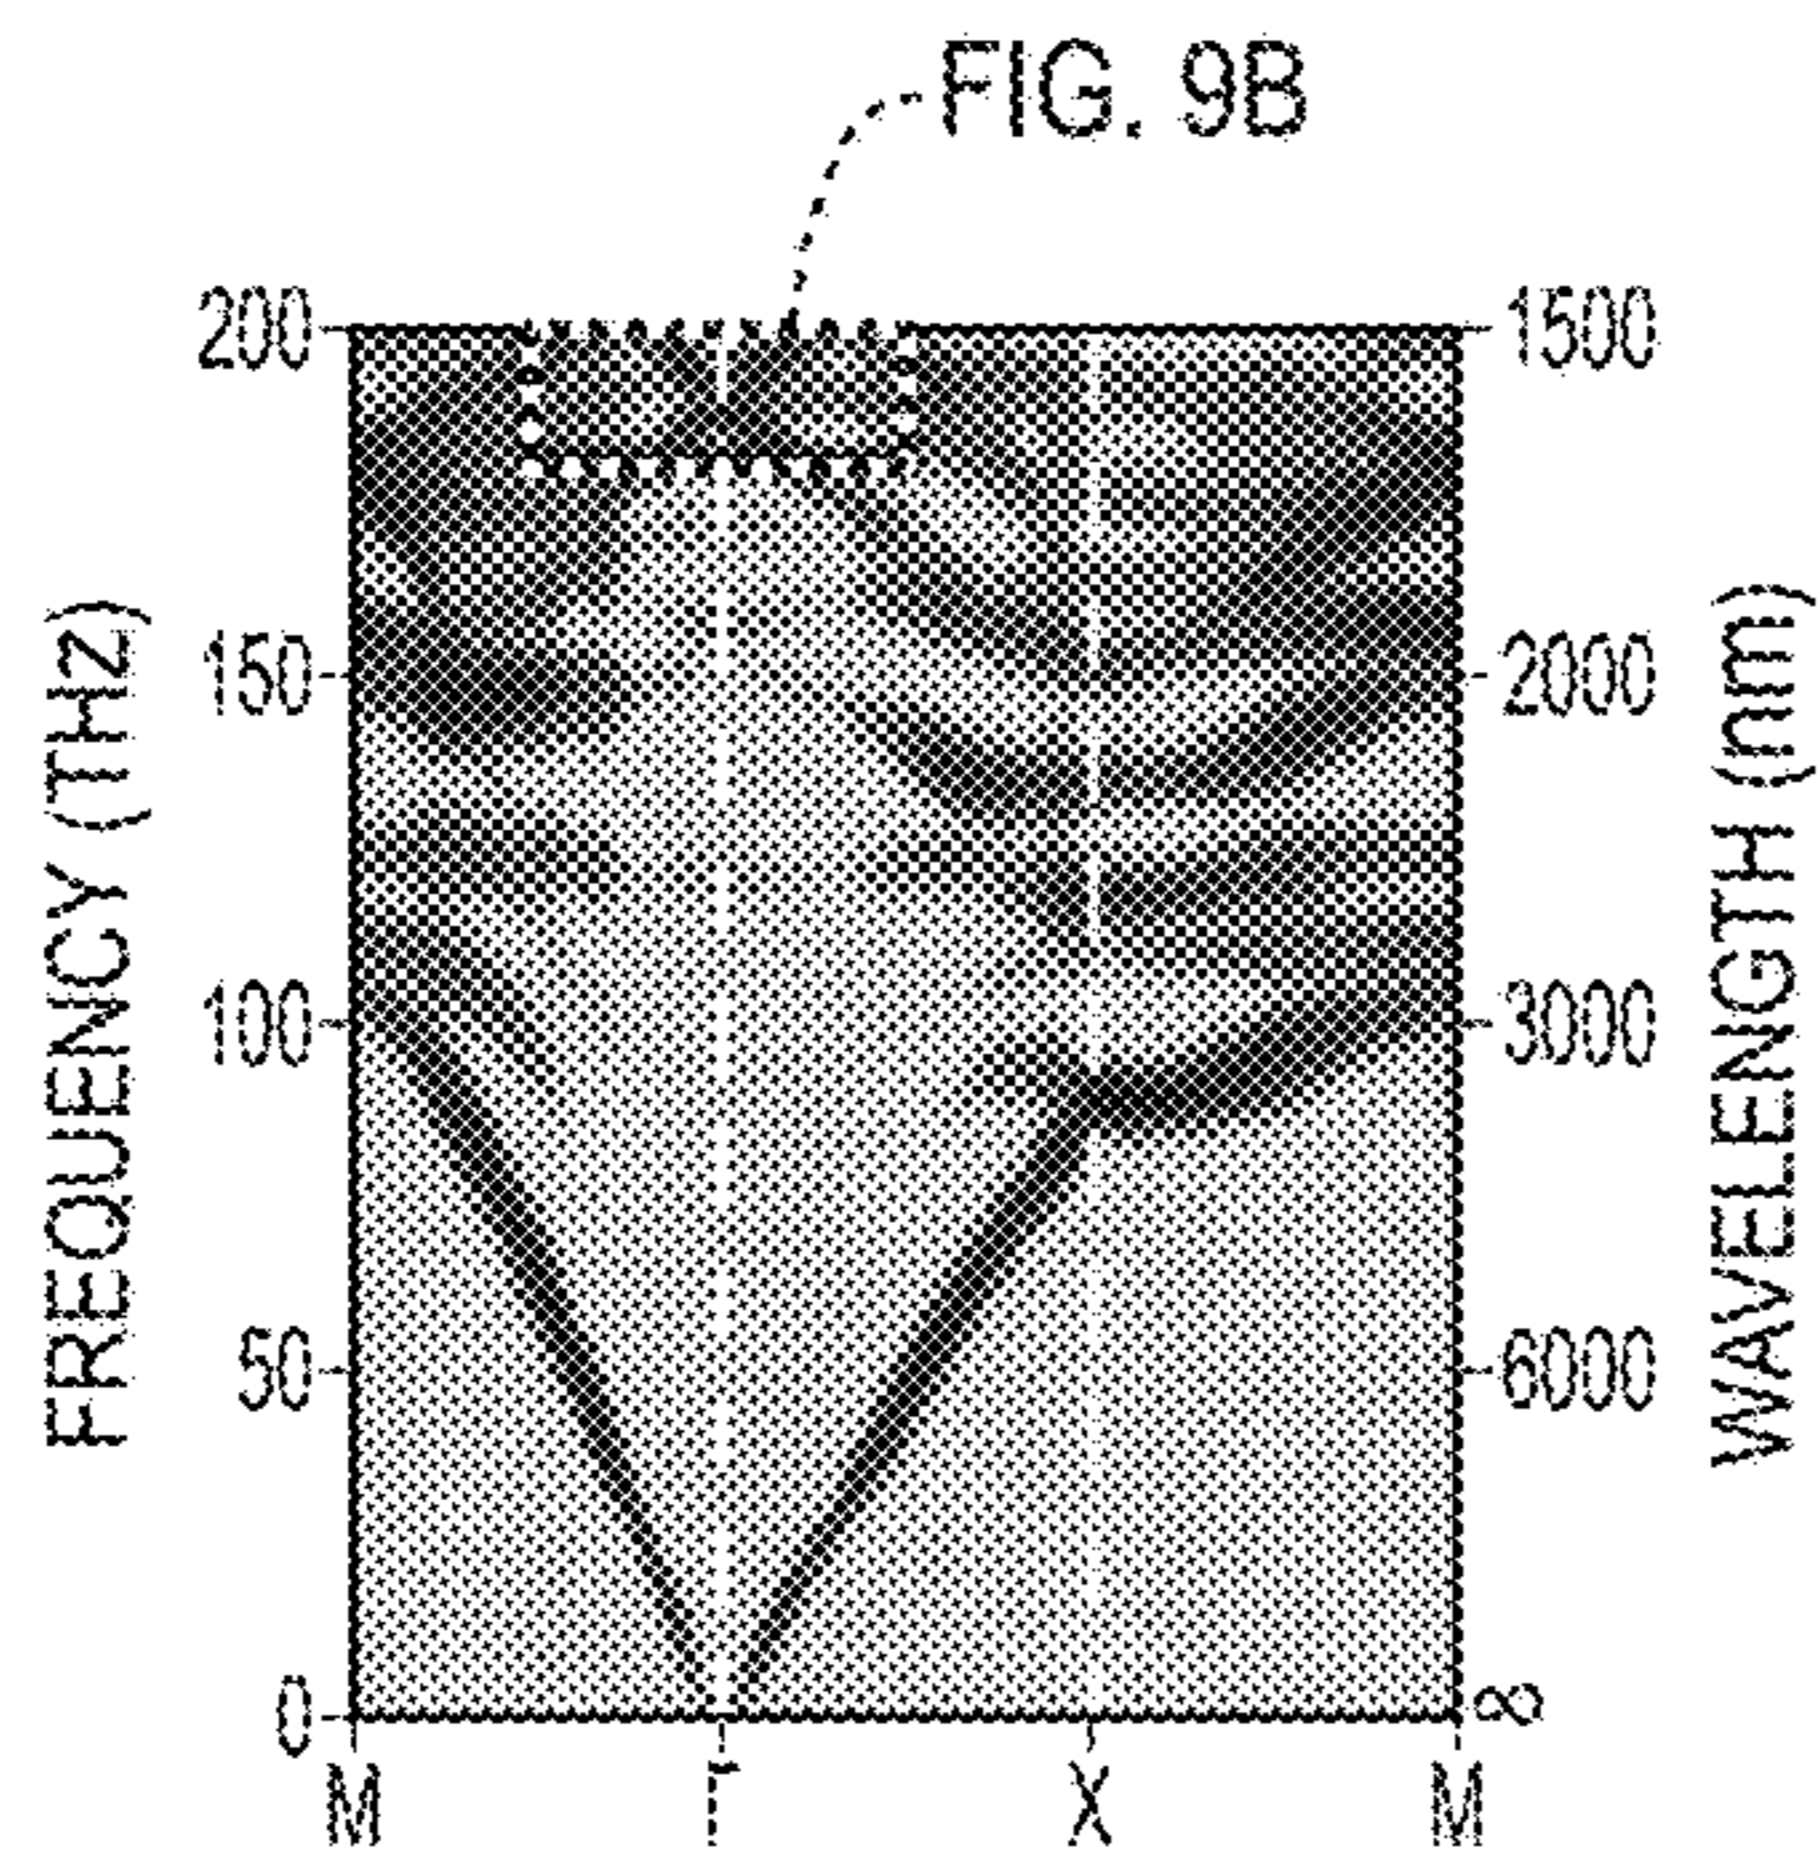 FIG. 9B
FREQUENCY (THz)
200
150
100
50
0
1500
2000
3000
6000
∞
WAVELENGTH (nm)
M
Γ
X
M